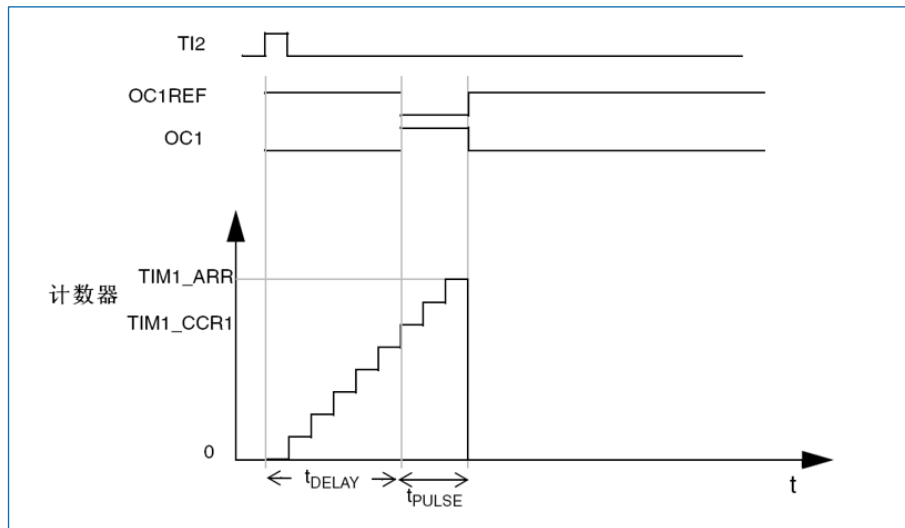 TI2
OC1REF
OC1
TIM1_ARR
计数器
TIM1_CCR1
0
tDELAY
tPULSE
t